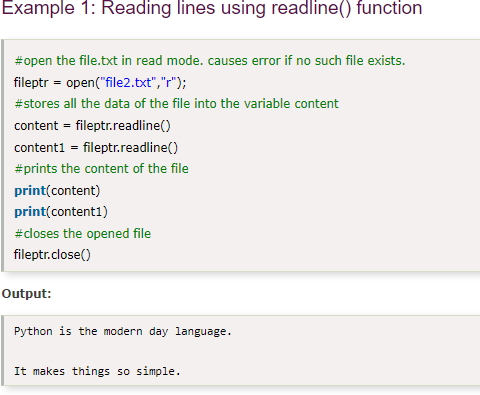 Example 1: Reading lines using readline() function
#open the file.txt in read mode. causes error if no such file exists.
fileptr = open("file2.txt","r");
#stores all the data of the file into the variable content
content = fileptr.readline()
content1 = fileptr.readline()
#prints the content of the file
print(content)
print(content1)
#closes the opened file
fileptr.close()
Output:
Python is the modern day language.
It makes things so simple.